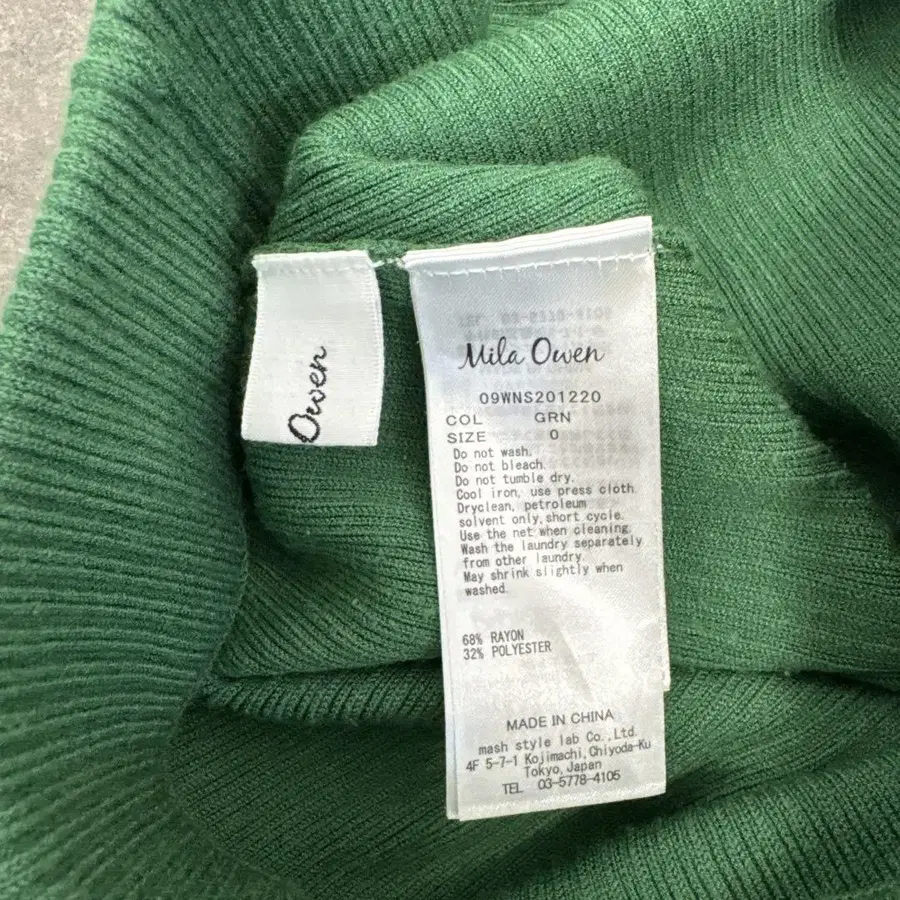 Owen
Mila Owen
09WNS201220
COL GRN
SIZE 0
Do not wash.
Do not bleach.
Do not tumble dry.
Cool iron, use press cloth.
Dryclean, petroleum
solvent only, short cycle.
Use the net when cleaning.
Wash the laundry separately
from other laundry.
May shrink slightly when
washed.
68% RAYON
32% POLYESTER
MADE IN CHINA
mash style lab Co.,Ltd.
4F 5-7-1 Kojimachi, Chiyoda-Ku
Tokyo, Japan
TEL 03-5778-4105